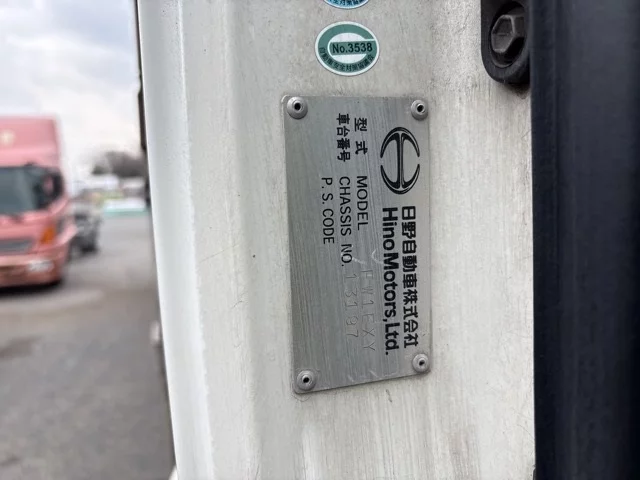 No.3538
日野自動車株式会社
HinoMotors,Ltd.
型式 MODEL
車台番号 CHASSIS NO. 13197
P.S.CODE